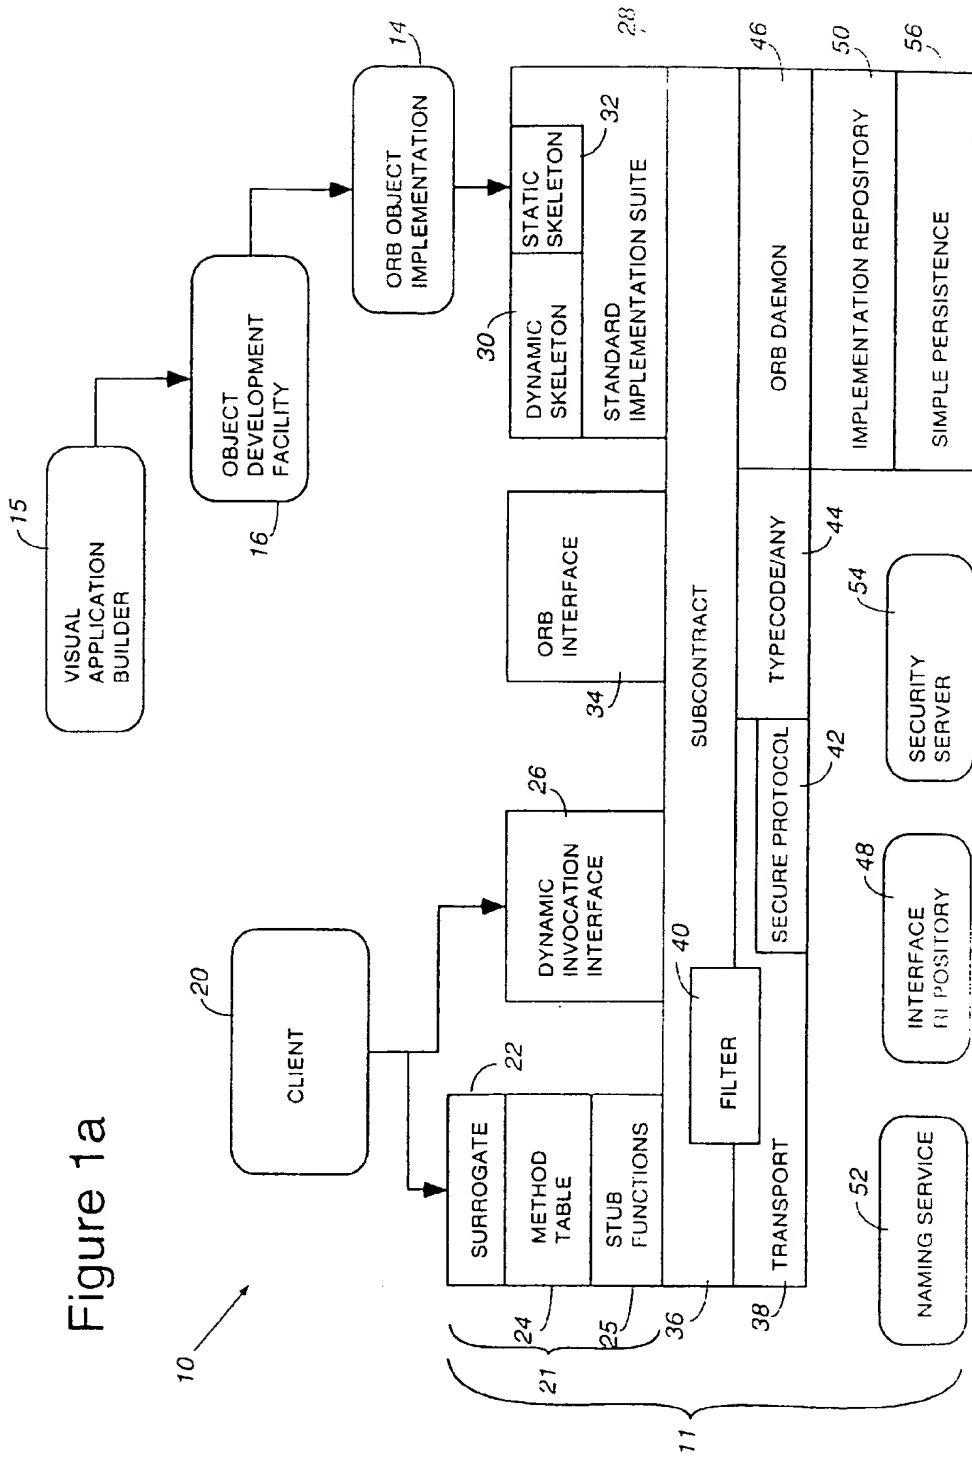 Figure 1a
10
15
VISUAL
APPLICATION
BUILDER
OBJECT
DEVELOPMENT
FACILITY
16
14
ORB OBJECT
IMPLEMENTATION
20
CLIENT
22
SURROGATE
METHOD
TABLE
24
STUB
FUNCTIONS
25
21
11
26
DYNAMIC
INVOCATION
INTERFACE
ORB
INTERFACE
34
30
DYNAMIC
SKELETON
STATIC
SKELETON
32
28
STANDARD
IMPLEMENTATION SUITE
SUBCONTRACT
36
40
FILTER
TRANSPORT
38
SECURE PROTOCOL
42
TYPECODE/ANY
44
ORB DAEMON
46
IMPLEMENTATION REPOSITORY
50
SIMPLE PERSISTENCE
56
52
NAMING SERVICE
48
INTERFACE
REPOSITORY
54
SECURITY
SERVER